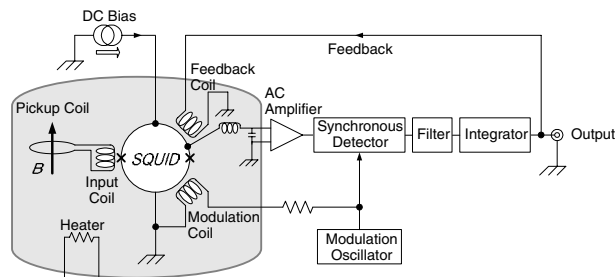 DC Bias
Feedback
Feedback
Coil
AC
Amplifier
Pickup Coil
Synchronous
Detector
Filter
Integrator
Output
B
SQUID
Input
Coil
Modulation
Coil
Heater
Modulation
Oscillator